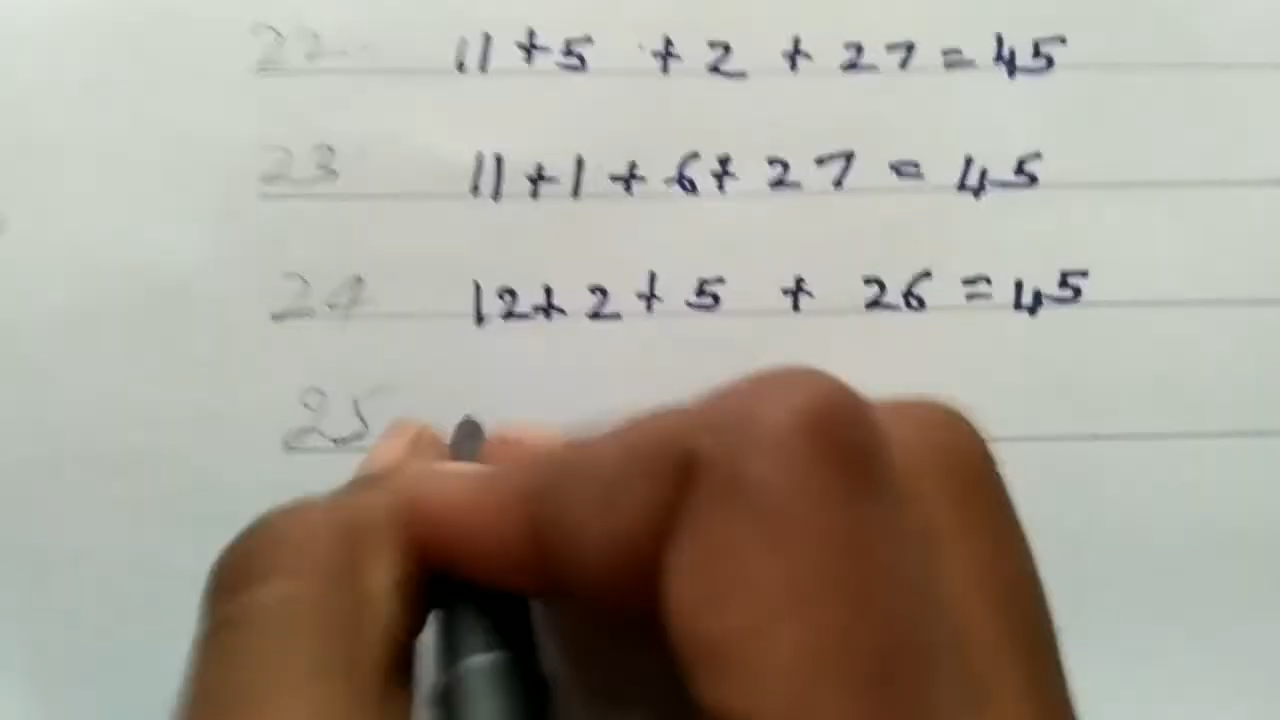 22 11 + 5 + 2 + 27 = 45
23 11 + 1 + 6 + 27 = 45
24 12 + 2 + 5 + 26 = 45
25